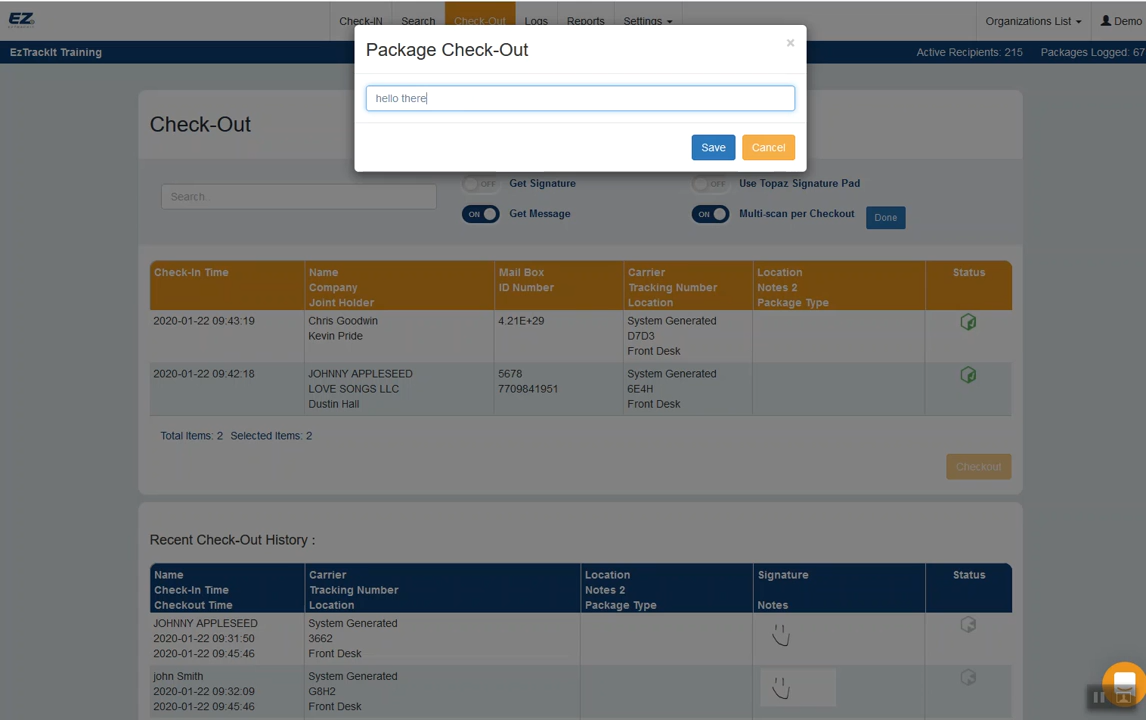 EZ
Check-IN Search Check-Out Logs Reports Settings Organizations List Demo
EzTrackIt Training Active Recipients: 215 Packages Logged: 67
Package Check-Out ×
hello there
Save Cancel
Check-Out
Search
OFF Get Signature OFF Use Topaz Signature Pad
ON Get Message ON Multi-scan per Checkout Done
Check-In Time Name Mail Box Carrier Location Status
Company ID Number Tracking Number Notes 2
Joint Holder Location Package Type
2020-01-22 09:43:19 Chris Goodwin 4.21E+29 System Generated
Kevin Pride D7D3
Front Desk
2020-01-22 09:42:18 JOHNNY APPLESEED 5678 System Generated
LOVE SONGS LLC 7709841951 6E4H
Dustin Hall Front Desk
Total Items: 2 Selected Items: 2
Checkout
Recent Check-Out History :
Name Carrier Location Signature Status
Check-In Time Tracking Number Notes 2
Checkout Time Location Package Type Notes
JOHNNY APPLESEED System Generated
2020-01-22 09:31:50 3662
2020-01-22 09:45:46 Front Desk
john Smith System Generated
2020-01-22 09:32:09 G8H2
2020-01-22 09:45:46 Front Desk